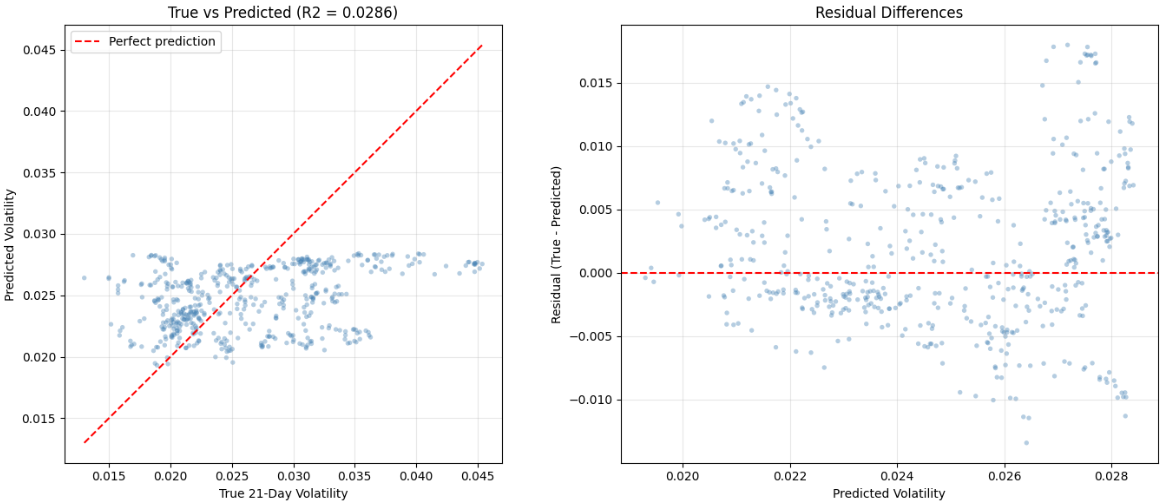 True vs Predicted (R2 = 0.0286)
Perfect prediction
0.045
0.040
0.035
0.030
0.025
0.020
0.015
Predicted Volatility
0.015 0.020 0.025 0.030 0.035 0.040 0.045
True 21-Day Volatility
Residual Differences
0.015
0.010
0.005
0.000
−0.005
−0.010
Residual (True - Predicted)
0.020 0.022 0.024 0.026 0.028
Predicted Volatility